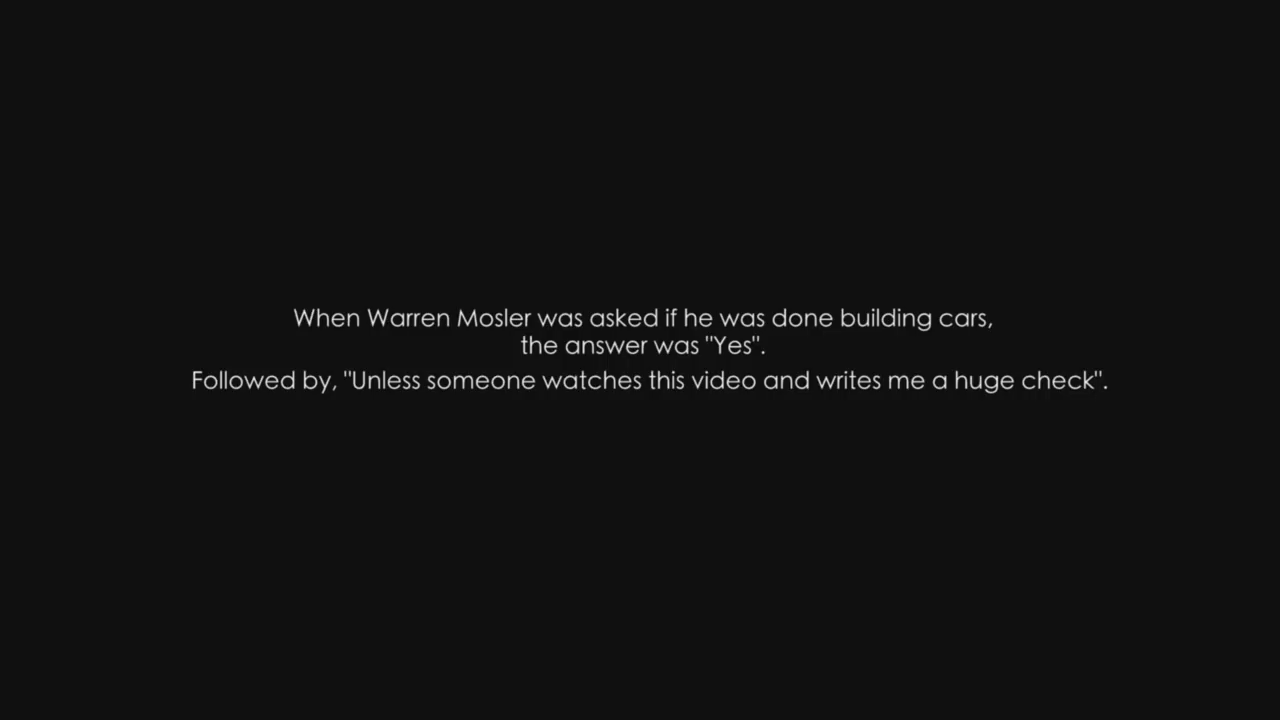 When Warren Mosler was asked if he was done building cars,
the answer was "Yes".
Followed by, "Unless someone watches this video and writes me a huge check".